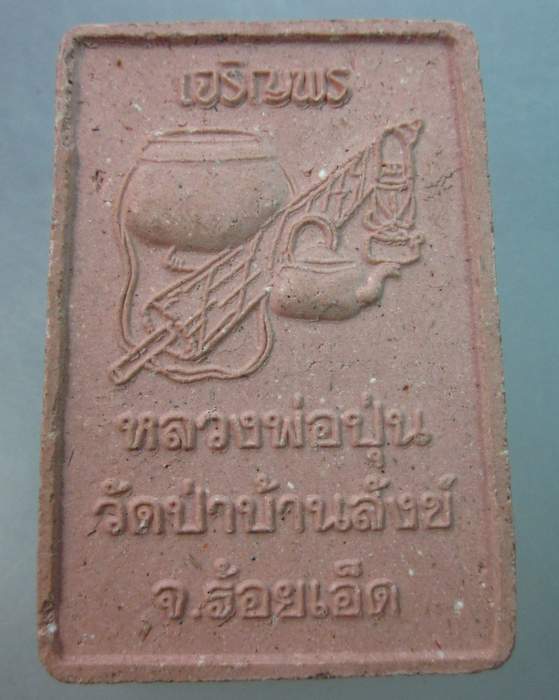 เจริญพร
หลวงพ่อปุ่น
วัดป่าบ้านสังข์
จ.ร้อยเอ็ด